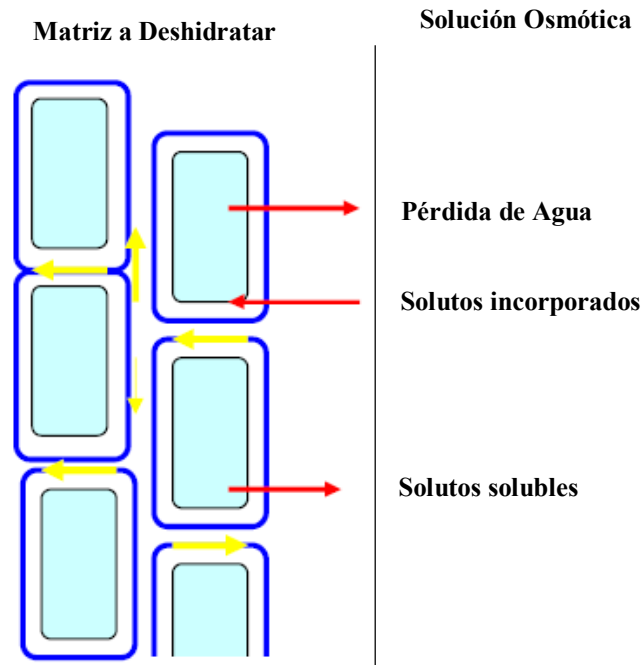 Matriz a Deshidratar
Solución Osmótica
Pérdida de Agua
Solutos incorporados
Solutos solubles